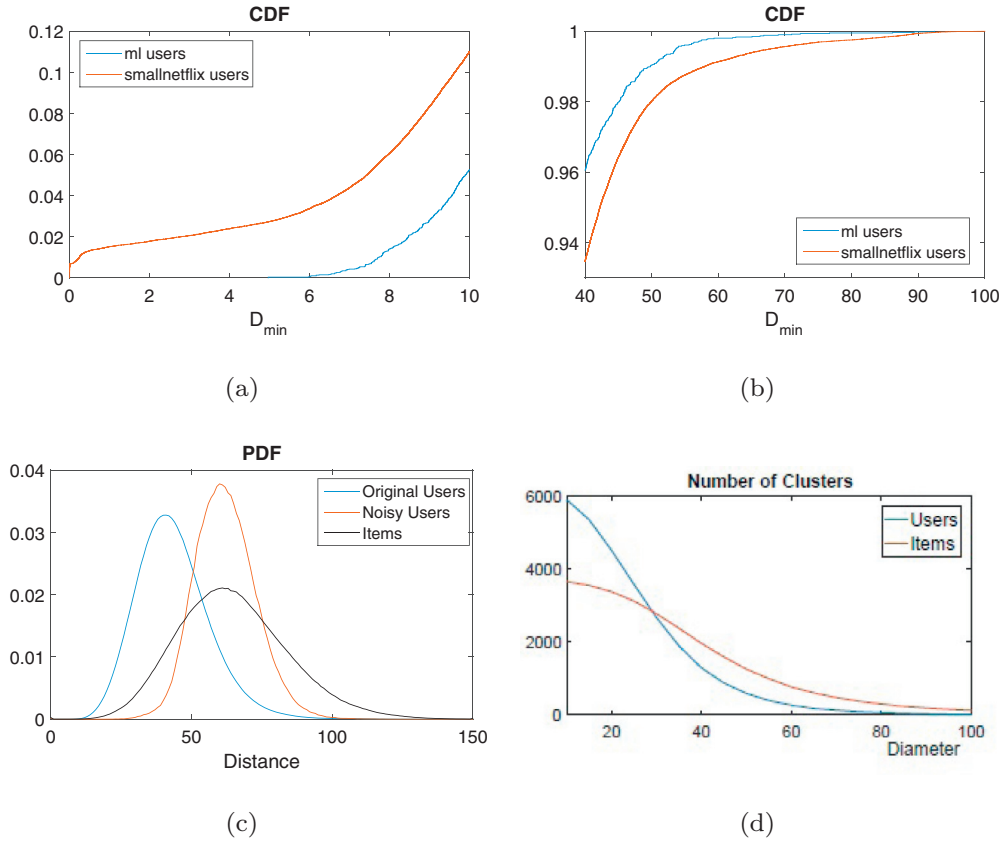 CDF
0.12
0.1
0.08
0.06
0.04
0.02
0
ml users
smallnetflix users
0 2 4 6 8 10
D_min
(a)
CDF
1
0.98
0.96
0.94
ml users
smallnetflix users
40 50 60 70 80 90 100
D_min
(b)
PDF
0.04
0.03
0.02
0.01
0
Original Users
Noisy Users
Items
0 50 100 150
Distance
(c)
Number of Clusters
6000
4000
2000
0
Users
Items
20 40 60 80 100
Diameter
(d)